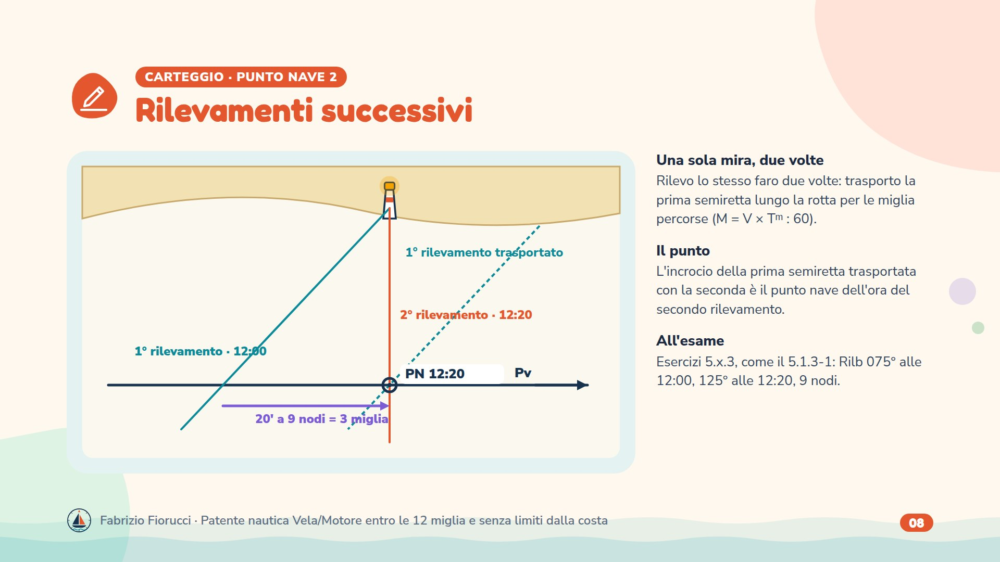 CARTEGGIO · PUNTO NAVE 2
Rilevamenti successivi
1° rilevamento trasportato
2° rilevamento · 12:20
1° rilevamento · 12:00
PN 12:20
Pv
20' a 9 nodi = 3 miglia
Una sola mira, due volte
Rilevo lo stesso faro due volte: trasporto la
prima semiretta lungo la rotta per le miglia
percorse (M = V × Tᵐ : 60).
Il punto
L'incrocio della prima semiretta trasportata
con la seconda è il punto nave dell'ora del
secondo rilevamento.
All'esame
Esercizi 5.x.3, come il 5.1.3-1: Rilb 075° alle
12:00, 125° alle 12:20, 9 nodi.
Fabrizio Fiorucci · Patente nautica Vela/Motore entro le 12 miglia e senza limiti dalla costa
08